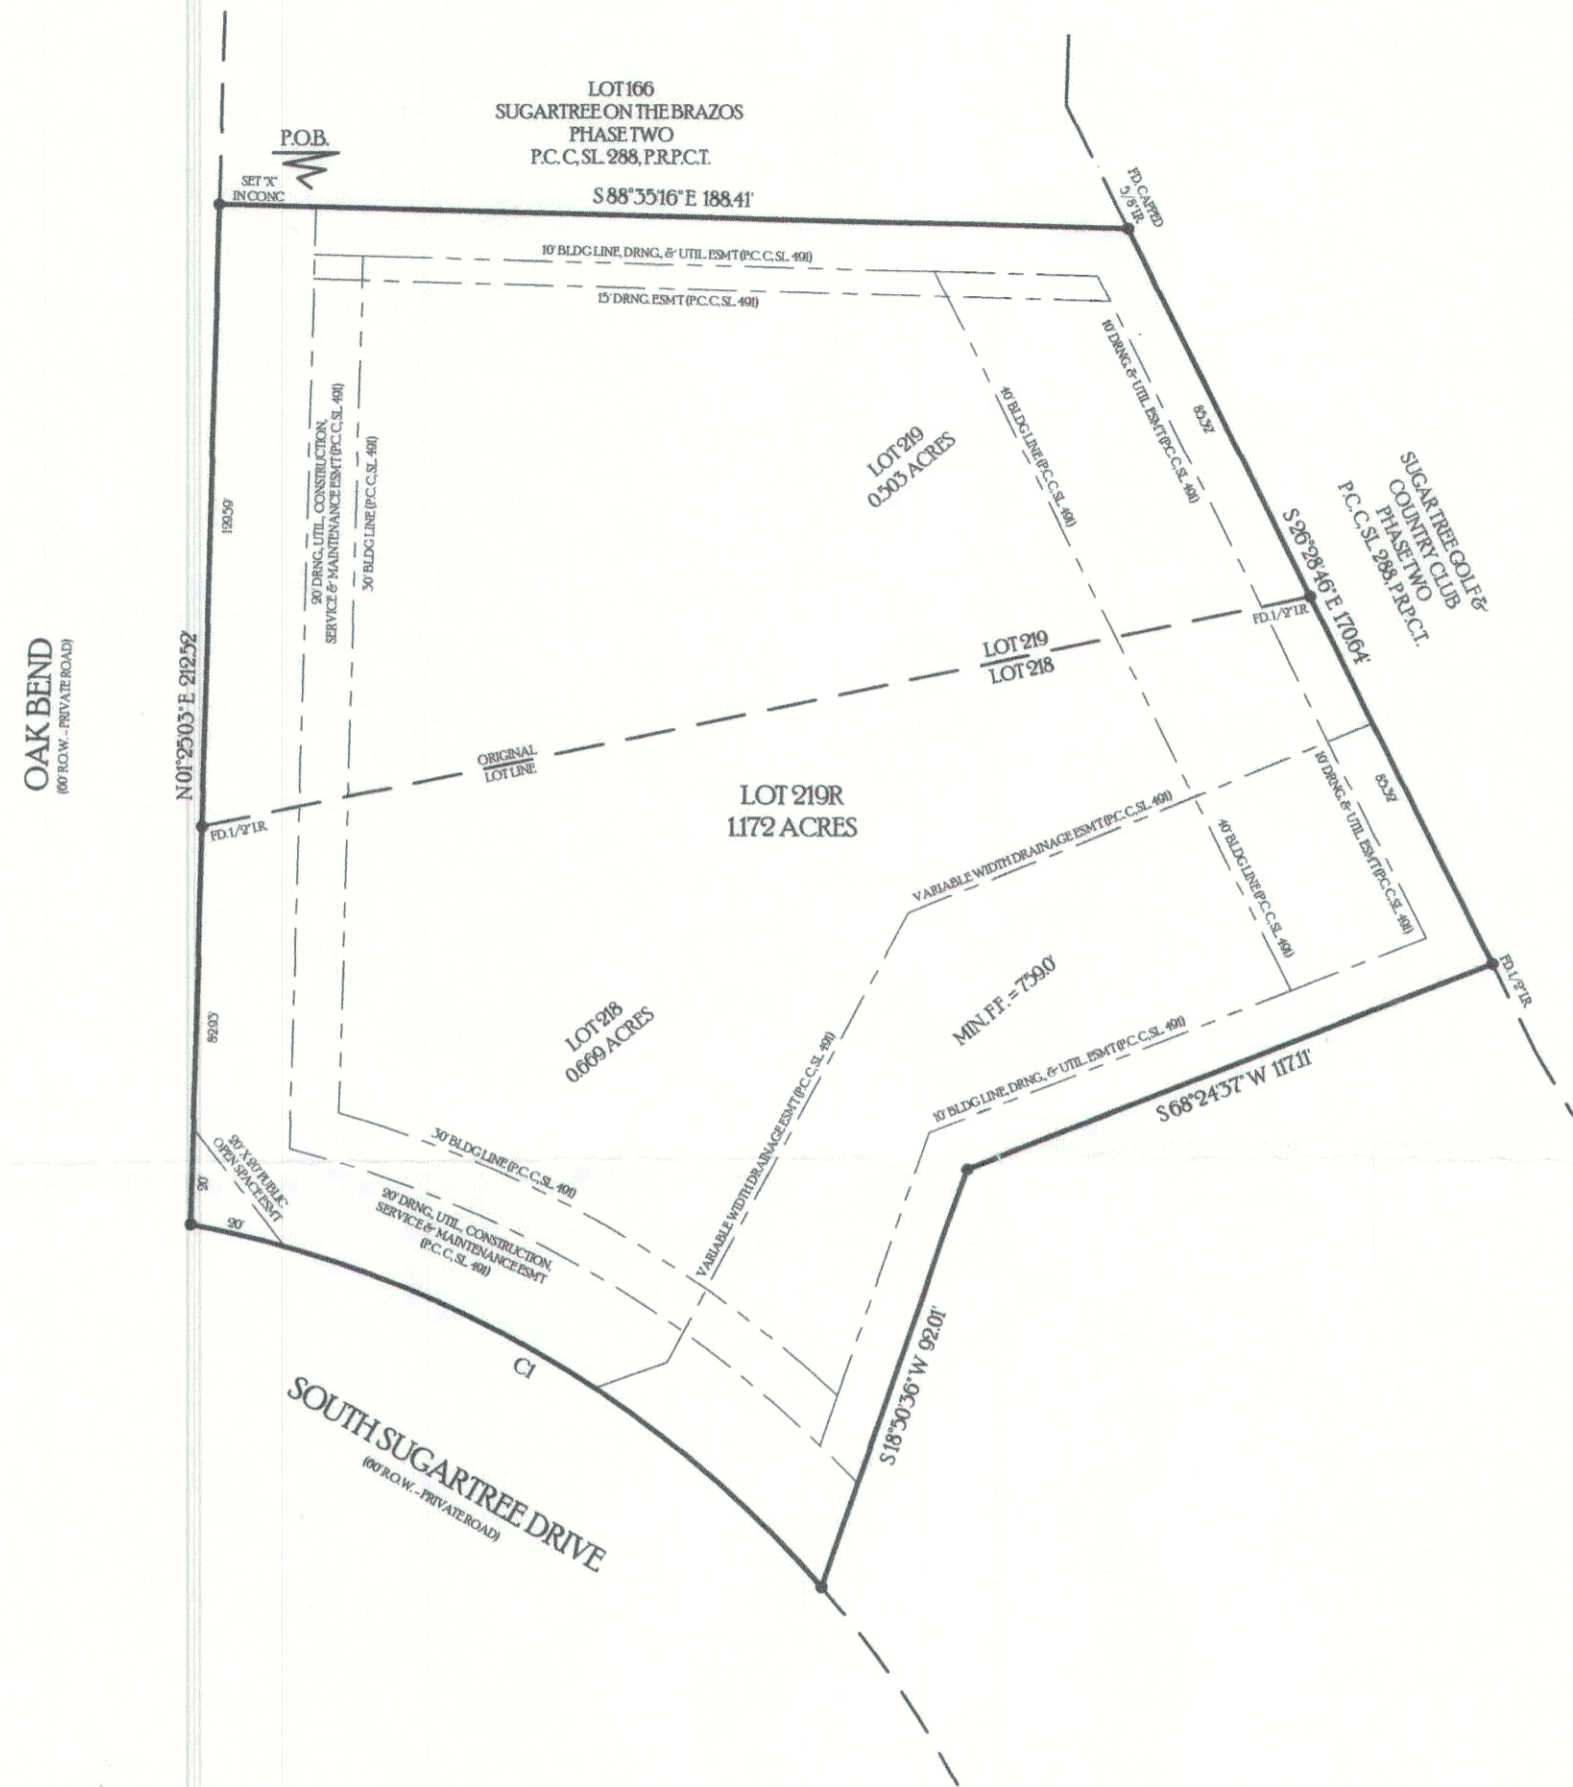 LOT 166
SUGARTREE ON THE BRAZOS
PHASE TWO
P.C. C, SL. 288, P.R.P.C.T.
P.O.B.
SET "X"
IN CONC
S 88°35'16" E 188.41'
FD. CAPPED
5/8" I.R.
10' BLDG LINE, DRNG., & UTIL. ESMT (P.C. C, SL. 491)
15' DRNG. ESMT (P.C. C, SL. 491)
20' DRNG., UTIL., CONSTRUCTION,
SERVICE & MAINTENANCE ESMT (P.C. C, SL. 491)
30' BLDG LINE (P.C. C, SL. 491)
129.59'
40' BLDG LINE (P.C. C, SL. 491)
10' DRNG. & UTIL. ESMT (P.C. C, SL. 491)
85.32'
LOT 219
0.503 ACRES
SUGARTREE GOLF &
COUNTRY CLUB
PHASE TWO
P.C. C, SL. 288, P.R.P.C.T.
S 26°28'46" E 170.64'
FD. 1/2" I.R.
LOT 219
LOT 218
OAK BEND
(60' R.O.W. - PRIVATE ROAD)
N 01°25'03" E 212.52'
ORIGINAL
LOT LINE
FD. 1/2" I.R.
LOT 219R
1.172 ACRES
VARIABLE WIDTH DRAINAGE ESMT (P.C. C, SL. 491)
10' DRNG. & UTIL. ESMT (P.C. C, SL. 491)
85.32'
40' BLDG LINE (P.C. C, SL. 491)
82.93'
LOT 218
0.669 ACRES
MIN. F.F. = 759.0'
FD. 1/2" I.R.
VARIABLE WIDTH DRAINAGE ESMT (P.C. C, SL. 491)
10' BLDG LINE, DRNG., & UTIL. ESMT (P.C. C, SL. 491)
S 68°24'37" W 117.11'
20' X 20' PUBLIC
OPEN SPACE ESMT
20'
20'
30' BLDG LINE (P.C. C, SL. 491)
20' DRNG., UTIL., CONSTRUCTION,
SERVICE & MAINTENANCE ESMT
(P.C. C, SL. 491)
C1
S 18°50'36" W 92.01'
SOUTH SUGARTREE DRIVE
(60' R.O.W. - PRIVATE ROAD)